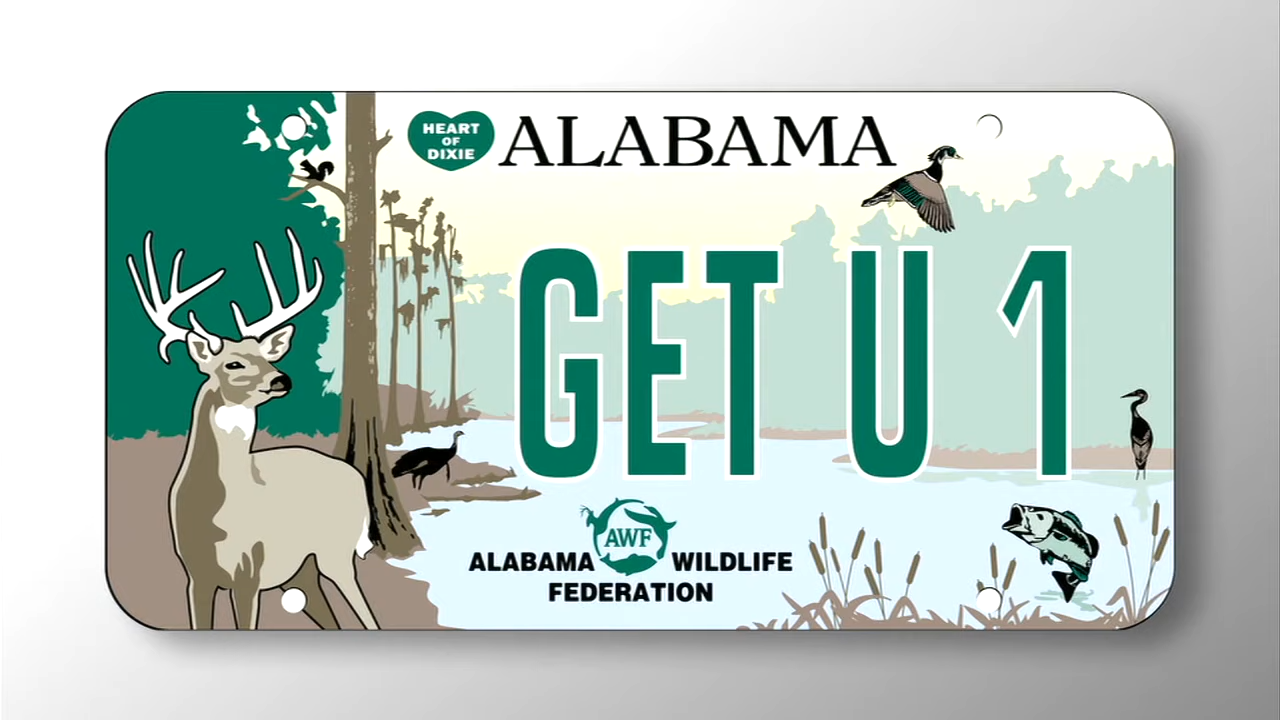 HEART
OF
DIXIE
ALABAMA
GET U 1
AWF
ALABAMA WILDLIFE
FEDERATION